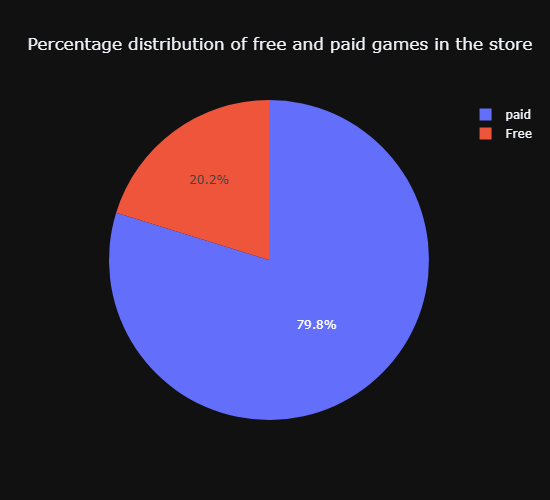 Percentage distribution of free and paid games in the store
paid
Free
20.2%
79.8%